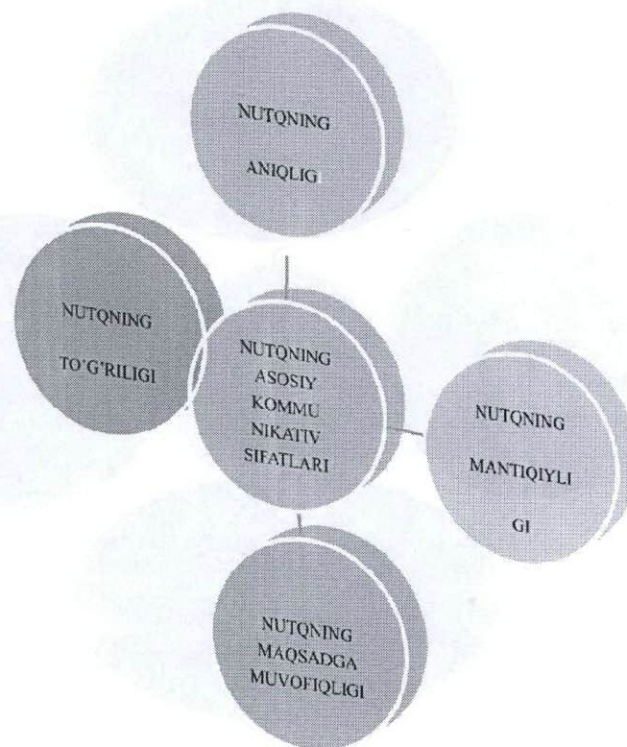 NUTQNING
ANIQLIG
NUTQNING
TO‘G‘RILIGI
NUTQNING
ASOSIY
KOMMU
NIKATIV
SIFATLARI
NUTQNING
MANTIQIYLI
GI
NUTQNING
MAQSADGA
MUVOFIQLIGI